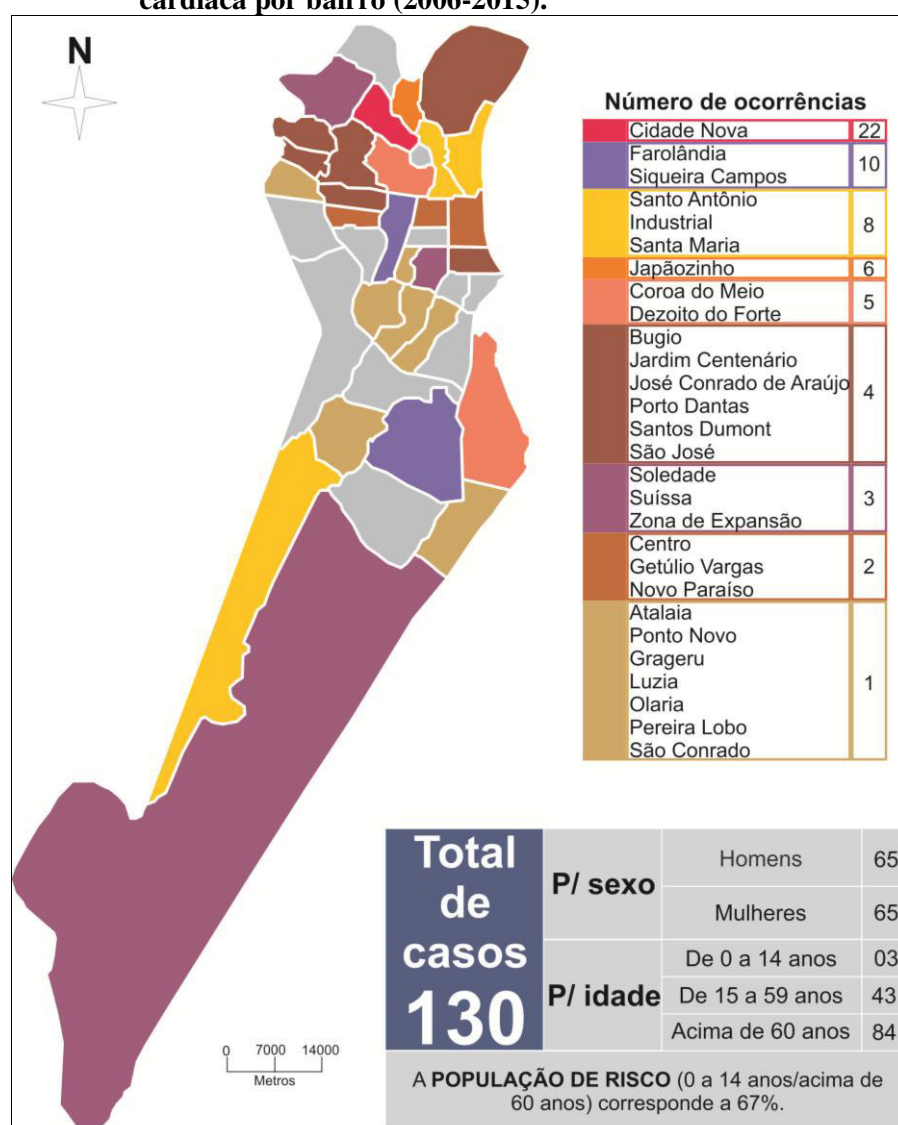 cardíaca por bairro (2006-2015).
N
Número de ocorrências
Cidade Nova 22
Farolândia
Siqueira Campos
10
Santo Antônio
Industrial
Santa Maria
8
Japãozinho 6
Coroa do Meio
Dezoito do Forte
5
Bugio
Jardim Centenário
José Conrado de Araújo
Porto Dantas
Santos Dumont
São José
4
Soledade
Suíssa
Zona de Expansão
3
Centro
Getúlio Vargas
Novo Paraíso
2
Atalaia
Ponto Novo
Grageru
Luzia
Olaria
Pereira Lobo
São Conrado
1
Total
de
casos
130
P/ sexo
Homens 65
Mulheres 65
P/ idade
De 0 a 14 anos 03
De 15 a 59 anos 43
Acima de 60 anos 84
A POPULAÇÃO DE RISCO (0 a 14 anos/acima de
60 anos) corresponde a 67%.
0 7000 14000
Metros